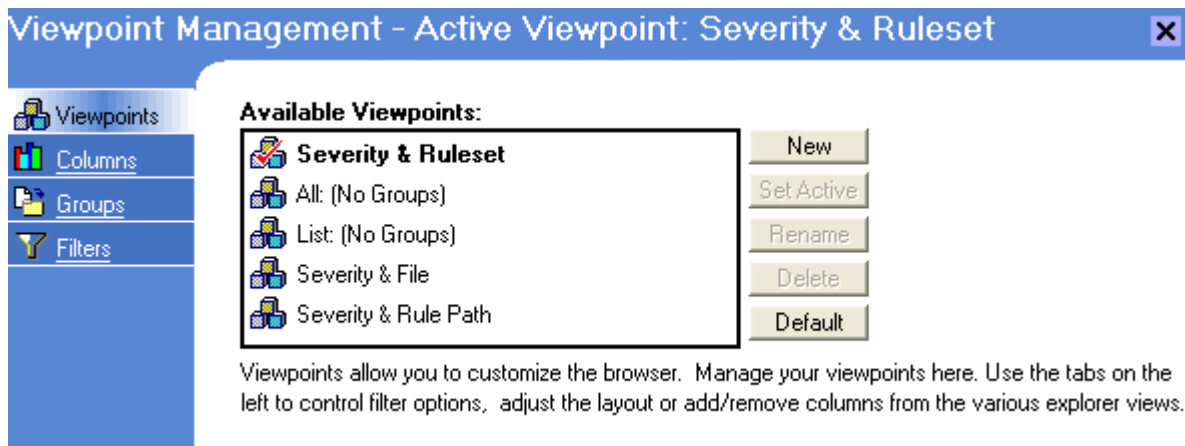 Viewpoint Management - Active Viewpoint: Severity & Ruleset
Viewpoints
Columns
Groups
Filters
Available Viewpoints:
Severity & Ruleset
All: (No Groups)
List: (No Groups)
Severity & File
Severity & Rule Path
New
Set Active
Rename
Delete
Default
Viewpoints allow you to customize the browser.  Manage your viewpoints here. Use the tabs on the
left to control filter options,  adjust the layout or add/remove columns from the various explorer views.